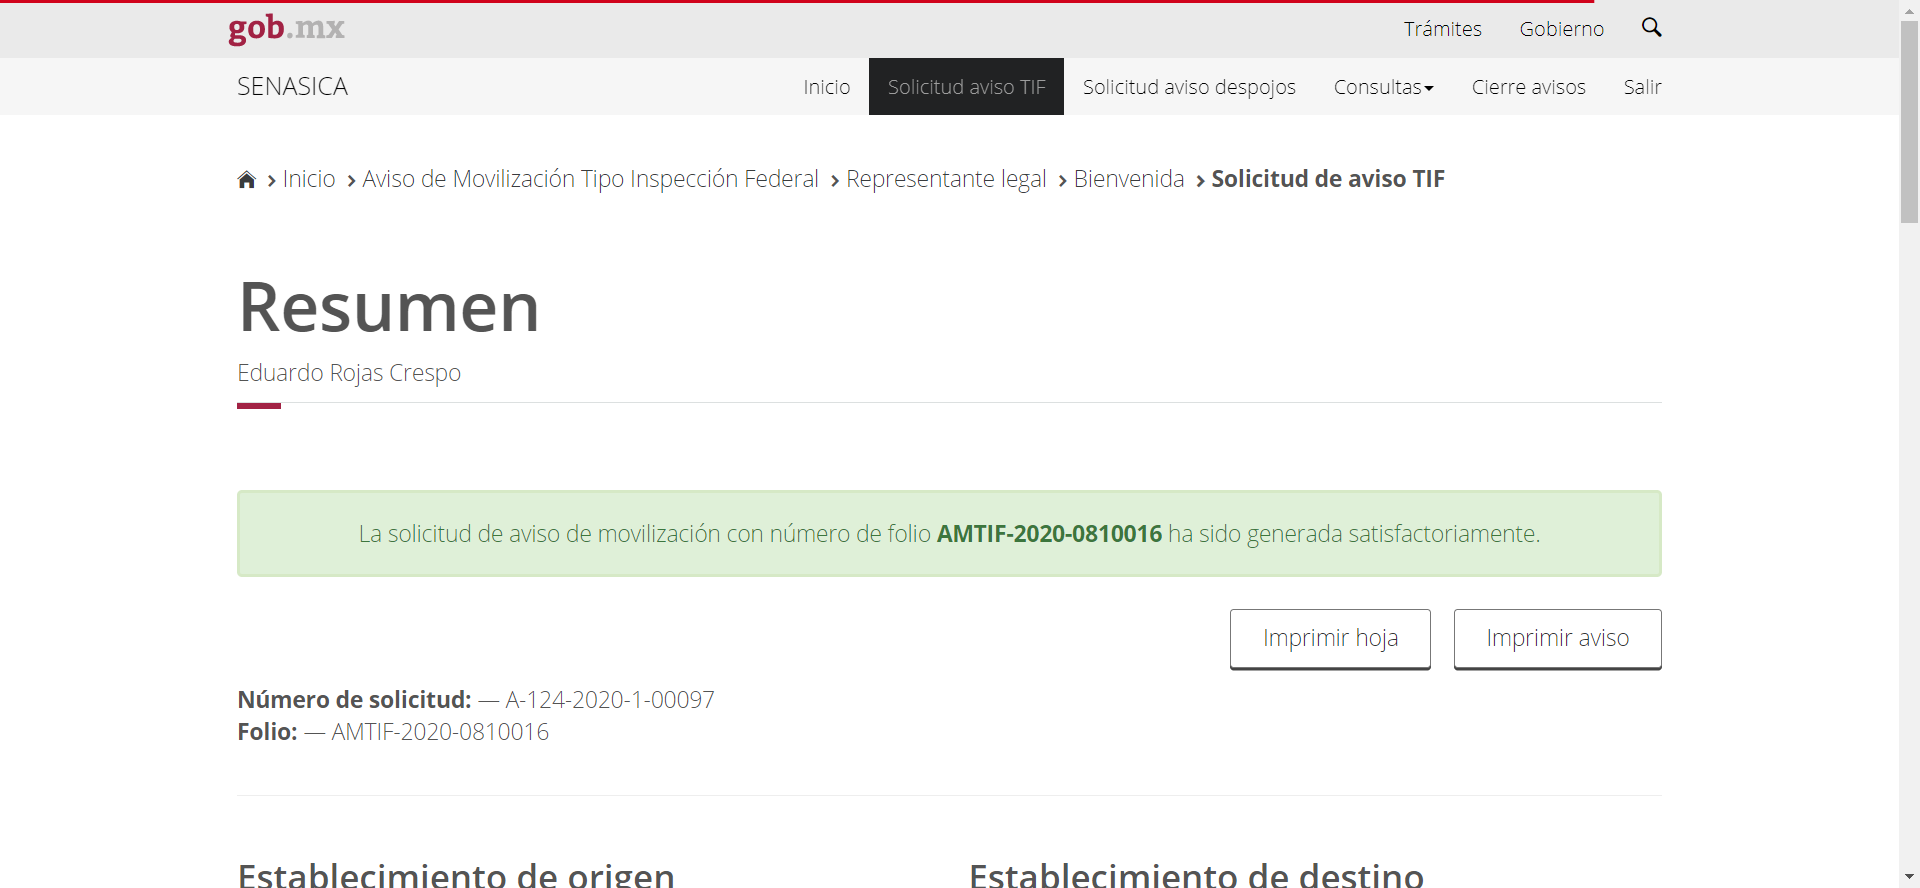 gob.mx
Trámites
Gobierno
SENASICA
Inicio
Solicitud aviso TIF
Solicitud aviso despojos
Consultas
Cierre avisos
Salir
Inicio
Aviso de Movilización Tipo Inspección Federal
Representante legal
Bienvenida
Solicitud de aviso TIF
Resumen
Eduardo Rojas Crespo
La solicitud de aviso de movilización con número de folio AMTIF-2020-0810016 ha sido generada satisfactoriamente.
Imprimir hoja
Imprimir aviso
Número de solicitud: — A-124-2020-1-00097
Folio: — AMTIF-2020-0810016
Establecimiento de origen
Establecimiento de destino